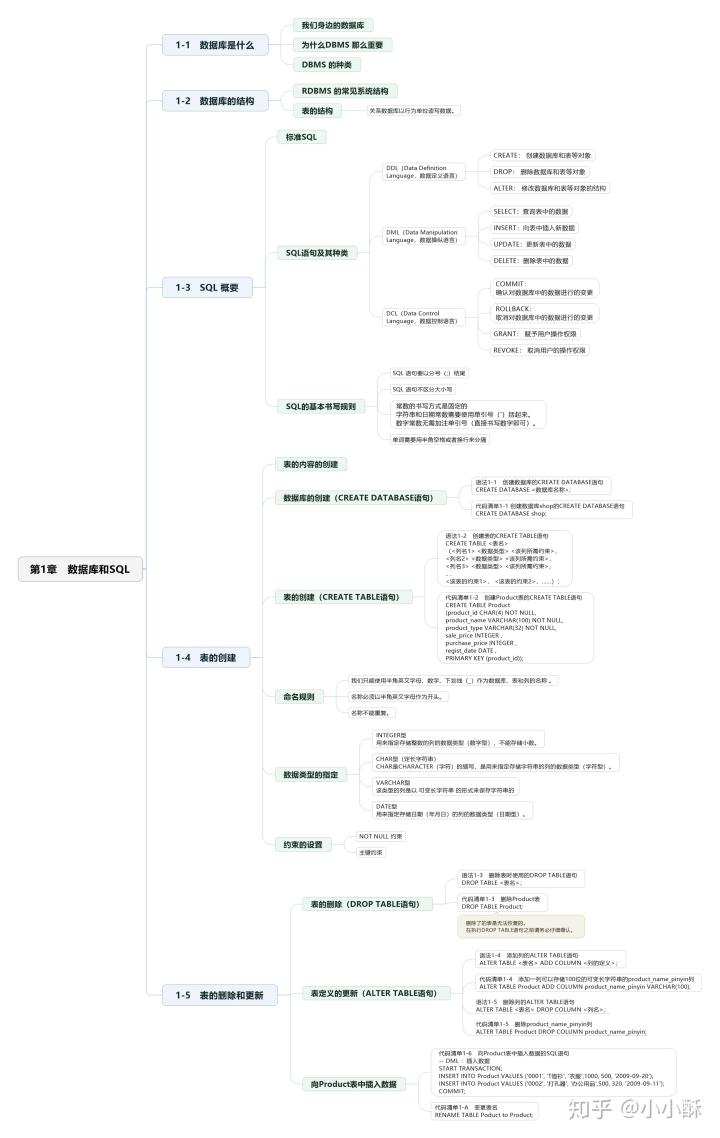 第1章 数据库和SQL
1-1 数据库是什么
我们身边的数据库
为什么DBMS 那么重要
DBMS 的种类
1-2 数据库的结构
RDBMS 的常见系统结构
表的结构
关系数据库以行为单位读写数据。
1-3 SQL 概要
标准SQL
SQL语句及其种类
DDL（Data Definition
Language，数据定义语言）
CREATE： 创建数据库和表等对象
DROP： 删除数据库和表等对象
ALTER： 修改数据库和表等对象的结构
DML（Data Manipulation
Language，数据操纵语言）
SELECT：查询表中的数据
INSERT：向表中插入新数据
UPDATE：更新表中的数据
DELETE：删除表中的数据
DCL（Data Control
Language，数据控制语言）
COMMIT：
确认对数据库中的数据进行的变更
ROLLBACK：
取消对数据库中的数据进行的变更
GRANT： 赋予用户操作权限
REVOKE： 取消用户的操作权限
SQL的基本书写规则
SQL 语句要以分号（;）结尾
SQL 语句不区分大小写
常数的书写方式是固定的
字符串和日期常数需要使用单引号（'）括起来。
数字常数无需加注单引号（直接书写数字即可）。
单词需要用半角空格或者换行来分隔
1-4 表的创建
表的内容的创建
数据库的创建（CREATE DATABASE语句）
语法1-1 创建数据库的CREATE DATABASE语句
CREATE DATABASE <数据库名称>;
代码清单1-1 创建数据库shop的CREATE DATABASE语句
CREATE DATABASE shop;
表的创建（CREATE TABLE语句）
语法1-2 创建表的CREATE TABLE语句
CREATE TABLE <表名>
（<列名1> <数据类型> <该列所需约束>，
<列名2> <数据类型> <该列所需约束>，
<列名3> <数据类型> <该列所需约束>，
.
<该表的约束1>， <该表的约束2>，……）;
代码清单1-2 创建Product表的CREATE TABLE语句
CREATE TABLE Product
(product_id CHAR(4) NOT NULL,
product_name VARCHAR(100) NOT NULL,
product_type VARCHAR(32) NOT NULL,
sale_price INTEGER ,
purchase_price INTEGER ,
regist_date DATE ,
PRIMARY KEY (product_id));
命名规则
我们只能使用半角英文字母、数字、下划线（_）作为数据库、表和列的名称 。
名称必须以半角英文字母作为开头。
名称不能重复。
数据类型的指定
INTEGER型
用来指定存储整数的列的数据类型（数字型），不能存储小数。
CHAR型（定长字符串）
CHAR是CHARACTER（字符）的缩写，是用来指定存储字符串的列的数据类型（字符型）。
VARCHAR型
该类型的列是以 可变长字符串 的形式来保存字符串的
DATE型
用来指定存储日期（年月日）的列的数据类型（日期型）。
约束的设置
NOT NULL 约束
主键约束
1-5 表的删除和更新
表的删除（DROP TABLE语句）
语法1-3 删除表时使用的DROP TABLE语句
DROP TABLE <表名>;
代码清单1-3 删除Product表
DROP TABLE Product;
删除了的表是无法恢复的。
在执行DROP TABLE语句之前请务必仔细确认。
表定义的更新（ALTER TABLE语句）
语法1-4 添加列的ALTER TABLE语句
ALTER TABLE <表名> ADD COLUMN <列的定义>;
代码清单1-4 添加一列可以存储100位的可变长字符串的product_name_pinyin列
ALTER TABLE Product ADD COLUMN product_name_pinyin VARCHAR(100);
语法1-5 删除列的ALTER TABLE语句
ALTER TABLE <表名> DROP COLUMN <列名>;
代码清单1-5 删除product_name_pinyin列
ALTER TABLE Product DROP COLUMN product_name_pinyin;
向Product表中插入数据
代码清单1-6 向Product表中插入数据的SQL语句
-- DML ：插入数据
START TRANSACTION;
INSERT INTO Product VALUES ('0001', 'T恤衫', '衣服',1000, 500, '2009-09-20');
INSERT INTO Product VALUES ('0002', '打孔器', '办公用品',500, 320, '2009-09-11');
COMMIT;
代码清单1-A 变更表名
RENAME TABLE Poduct to Product;
知乎 @小小酥